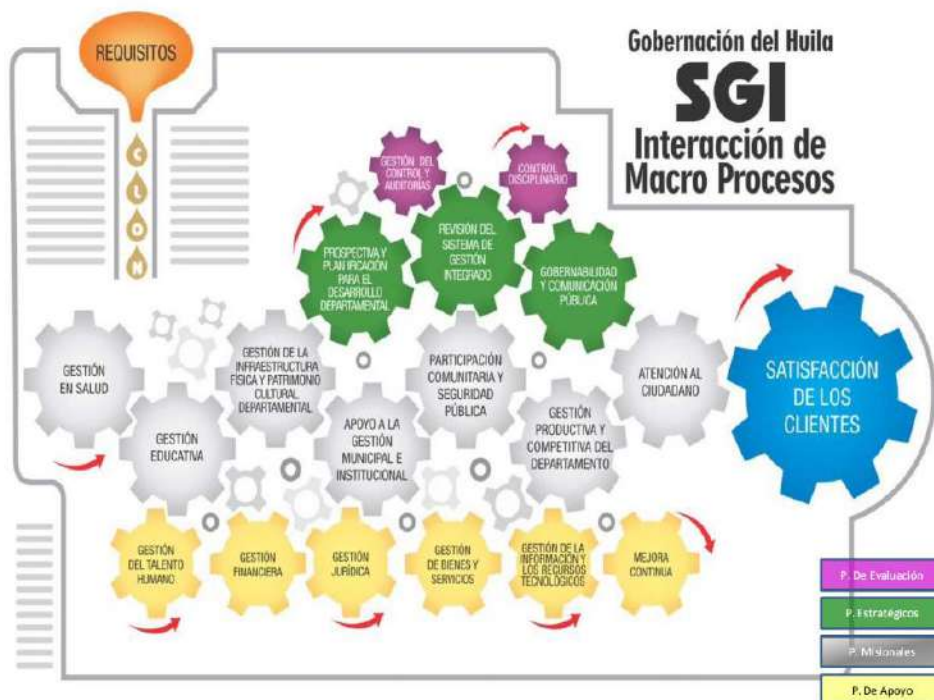 REQUISITOS
C
L
I
O
N
Gobernación del Huila
SGI
Interacción de
Macro Procesos
GESTIÓN DEL
CONTROL Y
AUDITORÍAS
CONTROL
DISCIPLINARIO
PROSPECTIVA Y
PLANIFICACIÓN
PARA EL
DESARROLLO
DEPARTAMENTAL
REVISIÓN DEL
SISTEMA DE
GESTIÓN
INTEGRADO
GOBERNABILIDAD
Y COMUNICACIÓN
PÚBLICA
GESTIÓN
EN SALUD
GESTIÓN
EDUCATIVA
GESTIÓN DE LA
INFRAESTRUCTURA
FISICA Y PATRIMONIO
CULTURAL
DEPARTAMENTAL
APOYO A LA
GESTIÓN
MUNICIPAL E
INSTITUCIONAL
PARTICIPACIÓN
COMUNITARIA Y
SEGURIDAD
PÚBLICA
GESTIÓN
PRODUCTIVA Y
COMPETITIVA DEL
DEPARTAMENTO
ATENCIÓN AL
CIUDADANO
SATISFACCIÓN
DE LOS
CLIENTES
GESTIÓN
DEL TALENTO
HUMANO
GESTIÓN
FINANCIERA
GESTIÓN
JURÍDICA
GESTIÓN
DE BIENES Y
SERVICIOS
GESTIÓN DE LA
INFORMACIÓN Y
LOS RECURSOS
TECNOLÓGICOS
MEJORA
CONTINUA
P. De Evaluación
P. Estratégicos
P. Misionales
P. De Apoyo